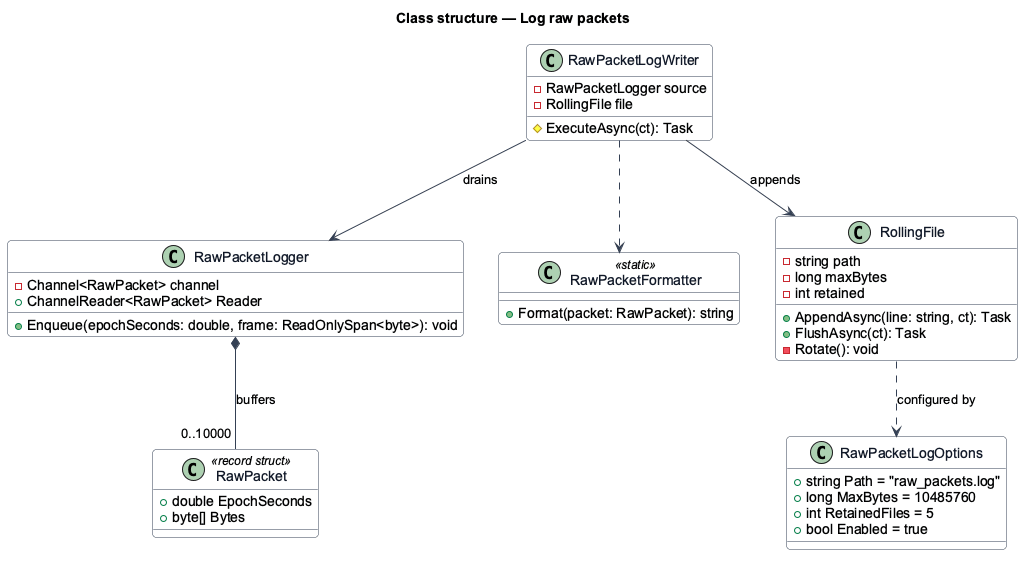 Class structure — Log raw packets
C RawPacketLogWriter
RawPacketLogger source
RollingFile file
ExecuteAsync(ct): Task
drains
appends
C RawPacketLogger
Channel<RawPacket> channel
ChannelReader<RawPacket> Reader
Enqueue(epochSeconds: double, frame: ReadOnlySpan<byte>): void
C «static»
RawPacketFormatter
Format(packet: RawPacket): string
C RollingFile
string path
long maxBytes
int retained
AppendAsync(line: string, ct): Task
FlushAsync(ct): Task
Rotate(): void
buffers
0..10000
configured by
C «record struct»
RawPacket
double EpochSeconds
byte[] Bytes
C RawPacketLogOptions
string Path = "raw_packets.log"
long MaxBytes = 10485760
int RetainedFiles = 5
bool Enabled = true